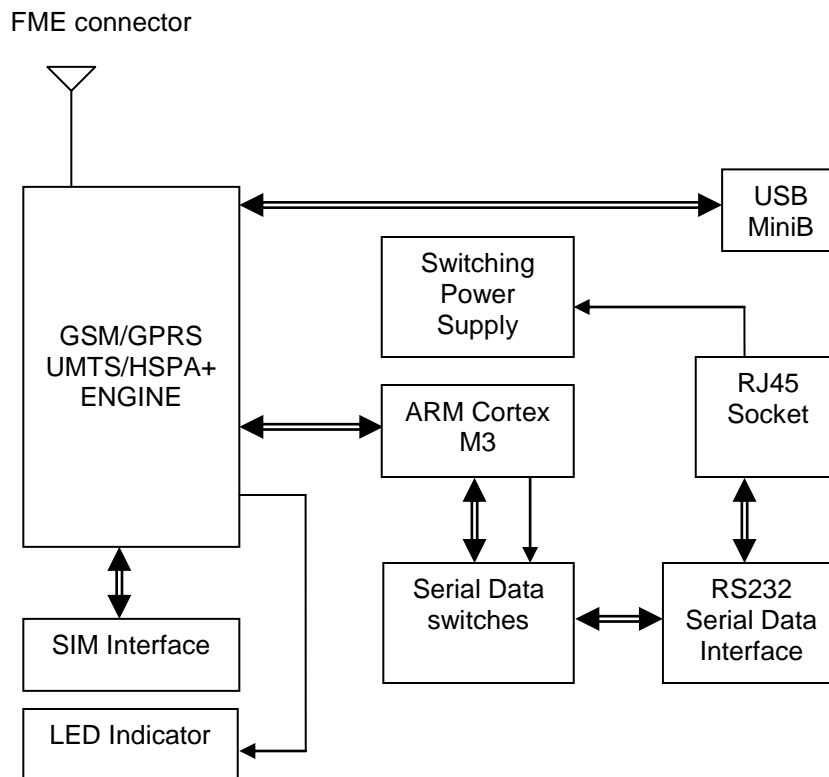 FME connector
USB
MiniB
Switching
Power
Supply
GSM/GPRS
UMTS/HSPA+
ENGINE
RJ45
Socket
ARM Cortex
M3
Serial Data
switches
RS232
Serial Data
Interface
SIM Interface
LED Indicator